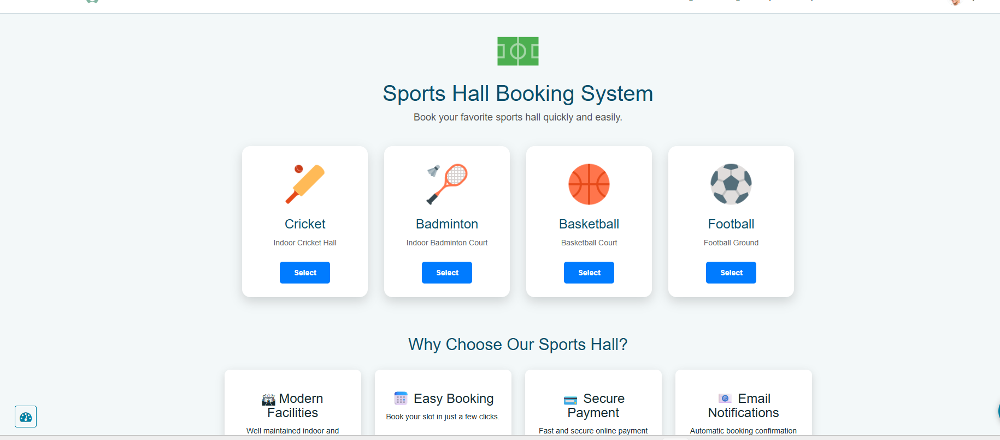 Sports Hall Booking System
Book your favorite sports hall quickly and easily.
Cricket
Indoor Cricket Hall
Select
Badminton
Indoor Badminton Court
Select
Basketball
Basketball Court
Select
Football
Football Ground
Select
Why Choose Our Sports Hall?
Modern
Facilities
Well maintained indoor and
Easy Booking
Book your slot in just a few clicks.
Secure
Payment
Fast and secure online payment
Email
Notifications
Automatic booking confirmation